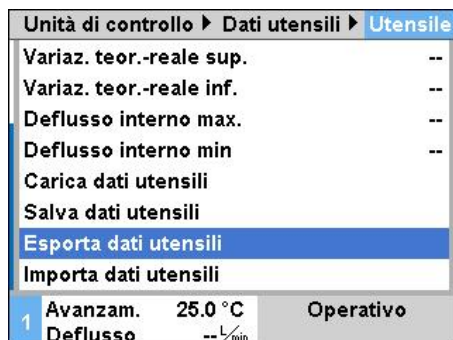 Unità di controllo ▶ Dati utensili ▶ Utensile
Variaz. teor.-reale sup. --
Variaz. teor.-reale inf. --
Deflusso interno max. --
Deflusso interno min --
Carica dati utensili
Salva dati utensili
Esporta dati utensili
Importa dati utensili
1 Avanzam. 25.0 °C Operativo
Deflusso -- L/min